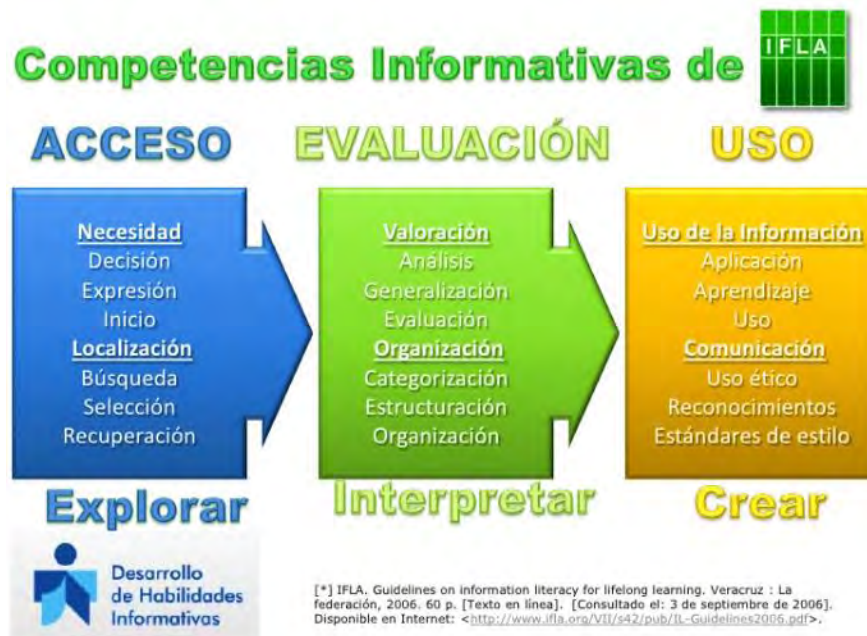 Competencias Informativas de
IFLA
ACCESO
EVALUACIÓN
USO
Necesidad
Decisión
Expresión
Inicio
Localización
Búsqueda
Selección
Recuperación
Valoración
Análisis
Generalización
Evaluación
Organización
Categorización
Estructuración
Organización
Uso de la Información
Aplicación
Aprendizaje
Uso
Comunicación
Uso ético
Reconocimientos
Estándares de estilo
Explorar
Interpretar
Crear
Desarrollo
de Habilidades
Informativas
[*] IFLA. Guidelines on information literacy for lifelong learning. Veracruz : La
federación, 2006. 60 p. [Texto en línea]. [Consultado el: 3 de septiembre de 2006].
Disponible en Internet: <http://www.ifla.org/VII/s42/pub/IL-Guidelines2006.pdf>.